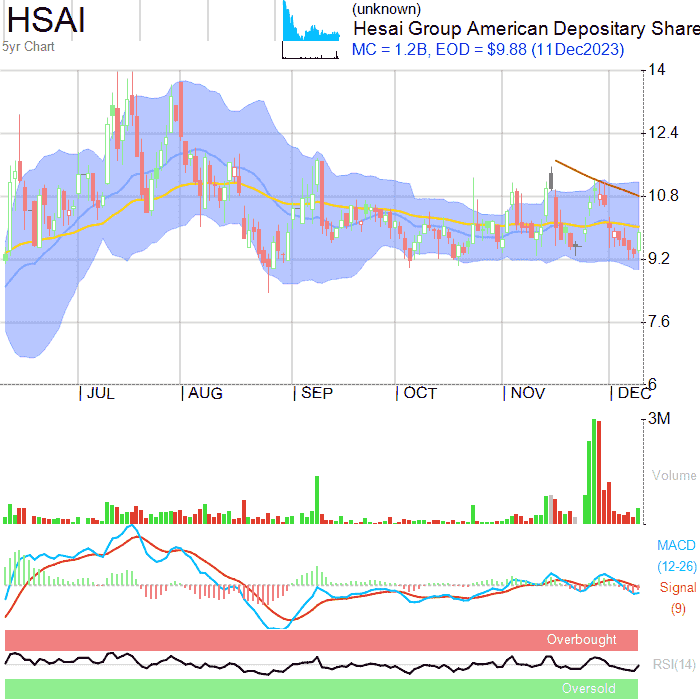 HSAI
5yr Chart
(unknown)
Hesai Group American Depositary Share
MC = 1.2B, EOD = $9.88 (11Dec2023)
14
12.4
10.8
9.2
7.6
6
JUL AUG SEP OCT NOV DEC
3M
Volume
MACD
(12-26)
Signal
(9)
Overbought
RSI(14)
Oversold